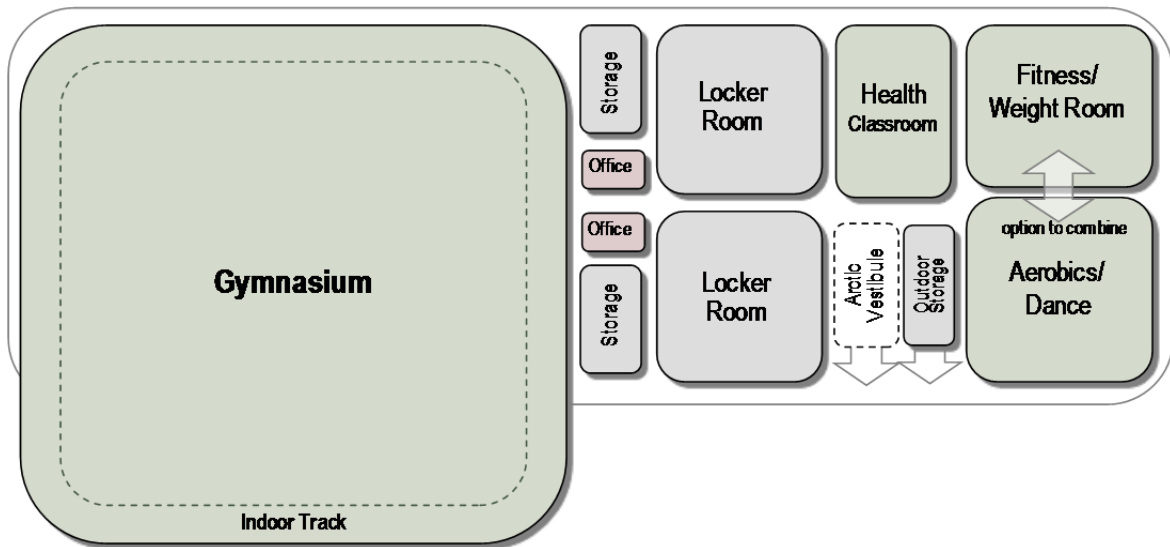 Gymnasium
Indoor Track
Storage
Office
Office
Storage
Locker
Room
Locker
Room
Health
Classroom
Arctic
Vestibule
Outdoor
Storage
Fitness/
Weight Room
option to combine
Aerobics/
Dance